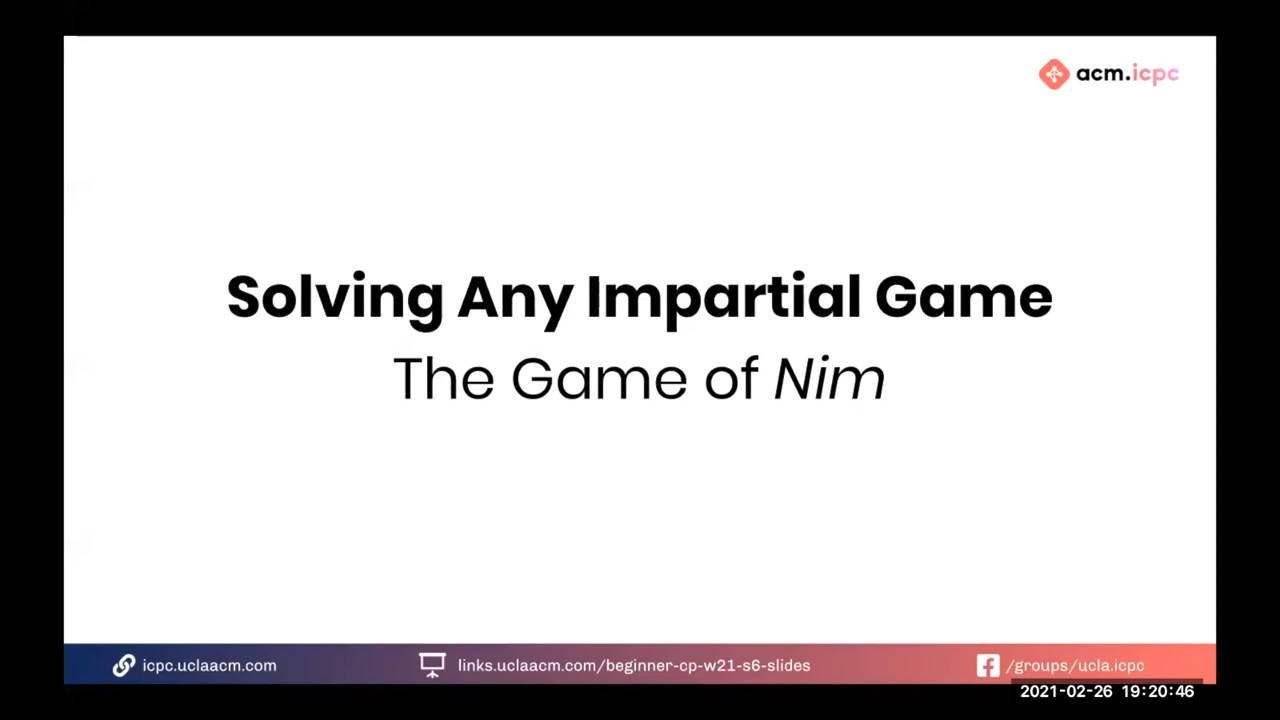 acm.icpc
Solving Any Impartial Game
The Game of Nim
icpc.uclaacm.com
links.uclaacm.com/beginner-cp-w21-s6-slides
/groups/ucla.icpc
2021-02-26 19:20:46